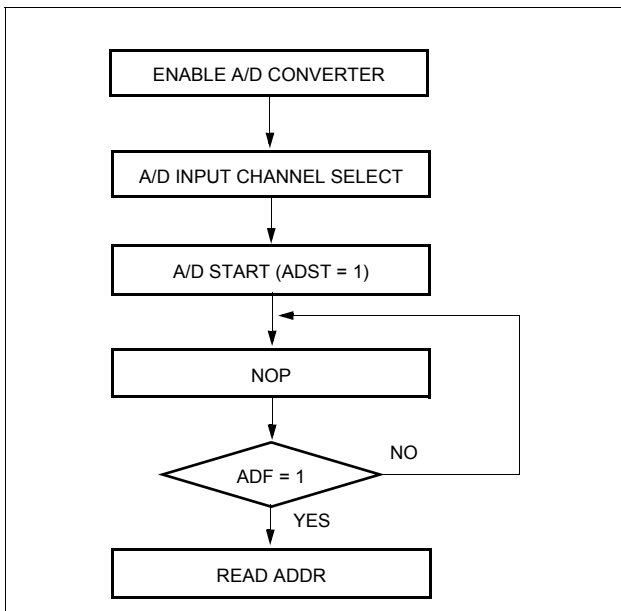 ENABLE A/D CONVERTER
A/D INPUT CHANNEL SELECT
A/D START (ADST = 1)
NOP
ADF = 1
NO
YES
READ ADDR